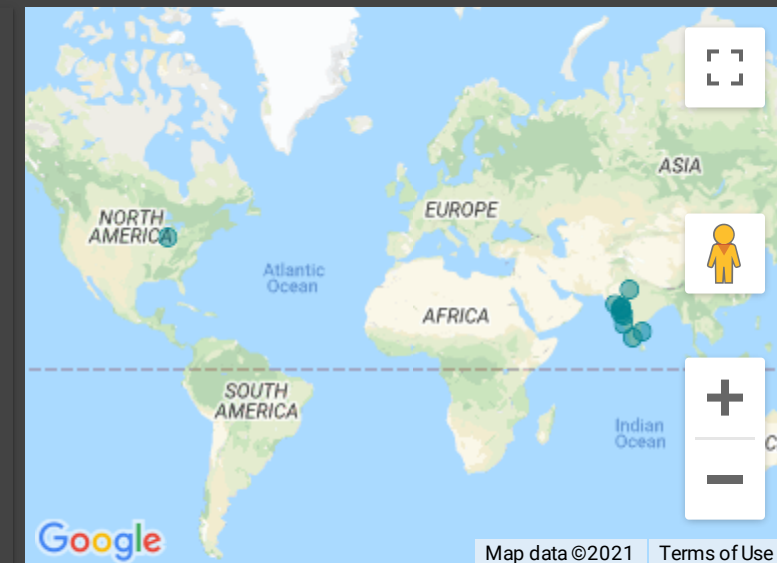 ASIA
NORTH
AMERICA
EUROPE
Atlantic
Ocean
AFRICA
SOUTH
AMERICA
Indian
Ocean
C
Google
Map data ©2021
Terms of Use